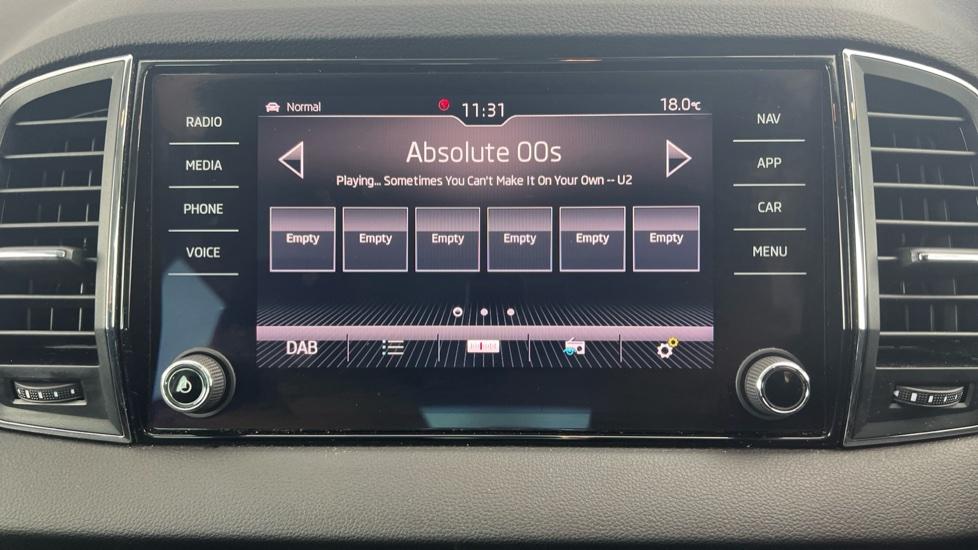 Normal 11:31 18.0°C
RADIO
MEDIA
PHONE
VOICE
Absolute 00s
Playing... Sometimes You Can't Make It On Your Own -- U2
Empty Empty Empty Empty Empty Empty
DAB
NAV
APP
CAR
MENU